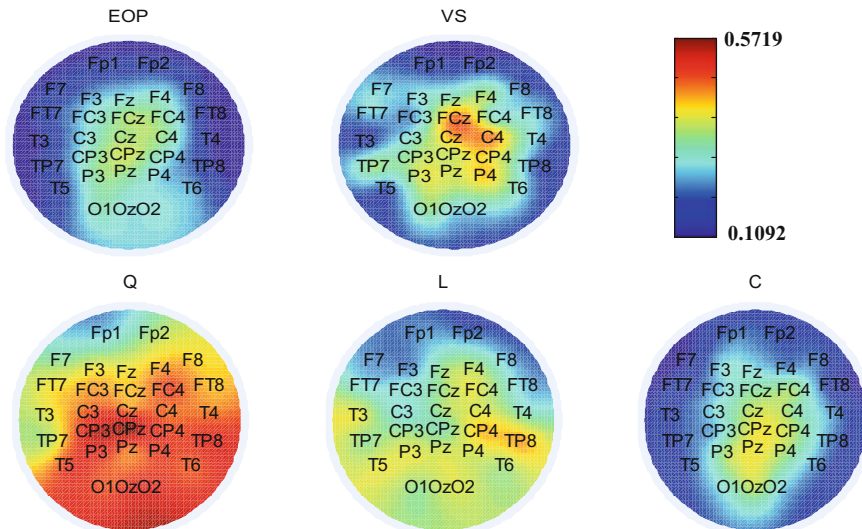 EOP
Fp1 Fp2
F7 F8
F3 Fz F4
FT7 FC3 FCz FC4 FT8
T3 C3 Cz C4 T4
TP7 CP3 CPz CP4 TP8
T5 P3 Pz P4 T6
O1OzO2
VS
Fp1 Fp2
F7 F8
F3 Fz F4
FT7 FC3 FCz FC4 FT8
T3 C3 Cz C4 T4
TP7 CP3 CPz CP4 TP8
T5 P3 Pz P4 T6
O1OzO2
0.5719
0.1092
Q
Fp1 Fp2
F7 F8
F3 Fz F4
FT7 FC3 FCz FC4 FT8
T3 C3 Cz C4 T4
TP7 CP3 CPz CP4 TP8
T5 P3 Pz P4 T6
O1OzO2
L
Fp1 Fp2
F7 F8
F3 Fz F4
FT7 FC3 FCz FC4 FT8
T3 C3 Cz C4 T4
TP7 CP3 CPz CP4 TP8
T5 P3 Pz P4 T6
O1OzO2
C
Fp1 Fp2
F7 F8
F3 Fz F4
FT7 FC3 FCz FC4 FT8
T3 C3 Cz C4 T4
TP7 CP3 CPz CP4 TP8
T5 P3 Pz P4 T6
O1OzO2